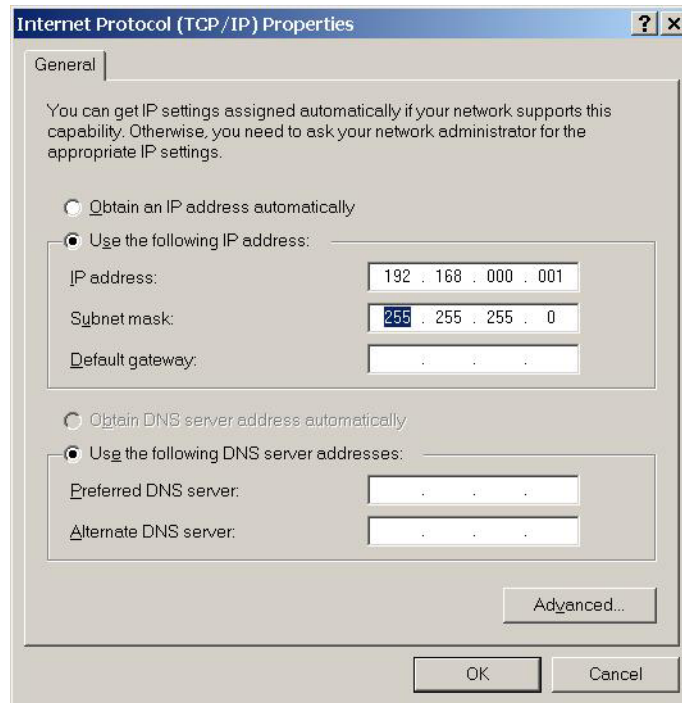 Internet Protocol (TCP/IP) Properties
General
You can get IP settings assigned automatically if your network supports this
capability. Otherwise, you need to ask your network administrator for the
appropriate IP settings.
Obtain an IP address automatically
Use the following IP address:
IP address: 192 . 168 . 000 . 001
Subnet mask: 255 . 255 . 255 . 0
Default gateway: . . .
Obtain DNS server address automatically
Use the following DNS server addresses:
Preferred DNS server: . . .
Alternate DNS server: . . .
Advanced...
OK Cancel